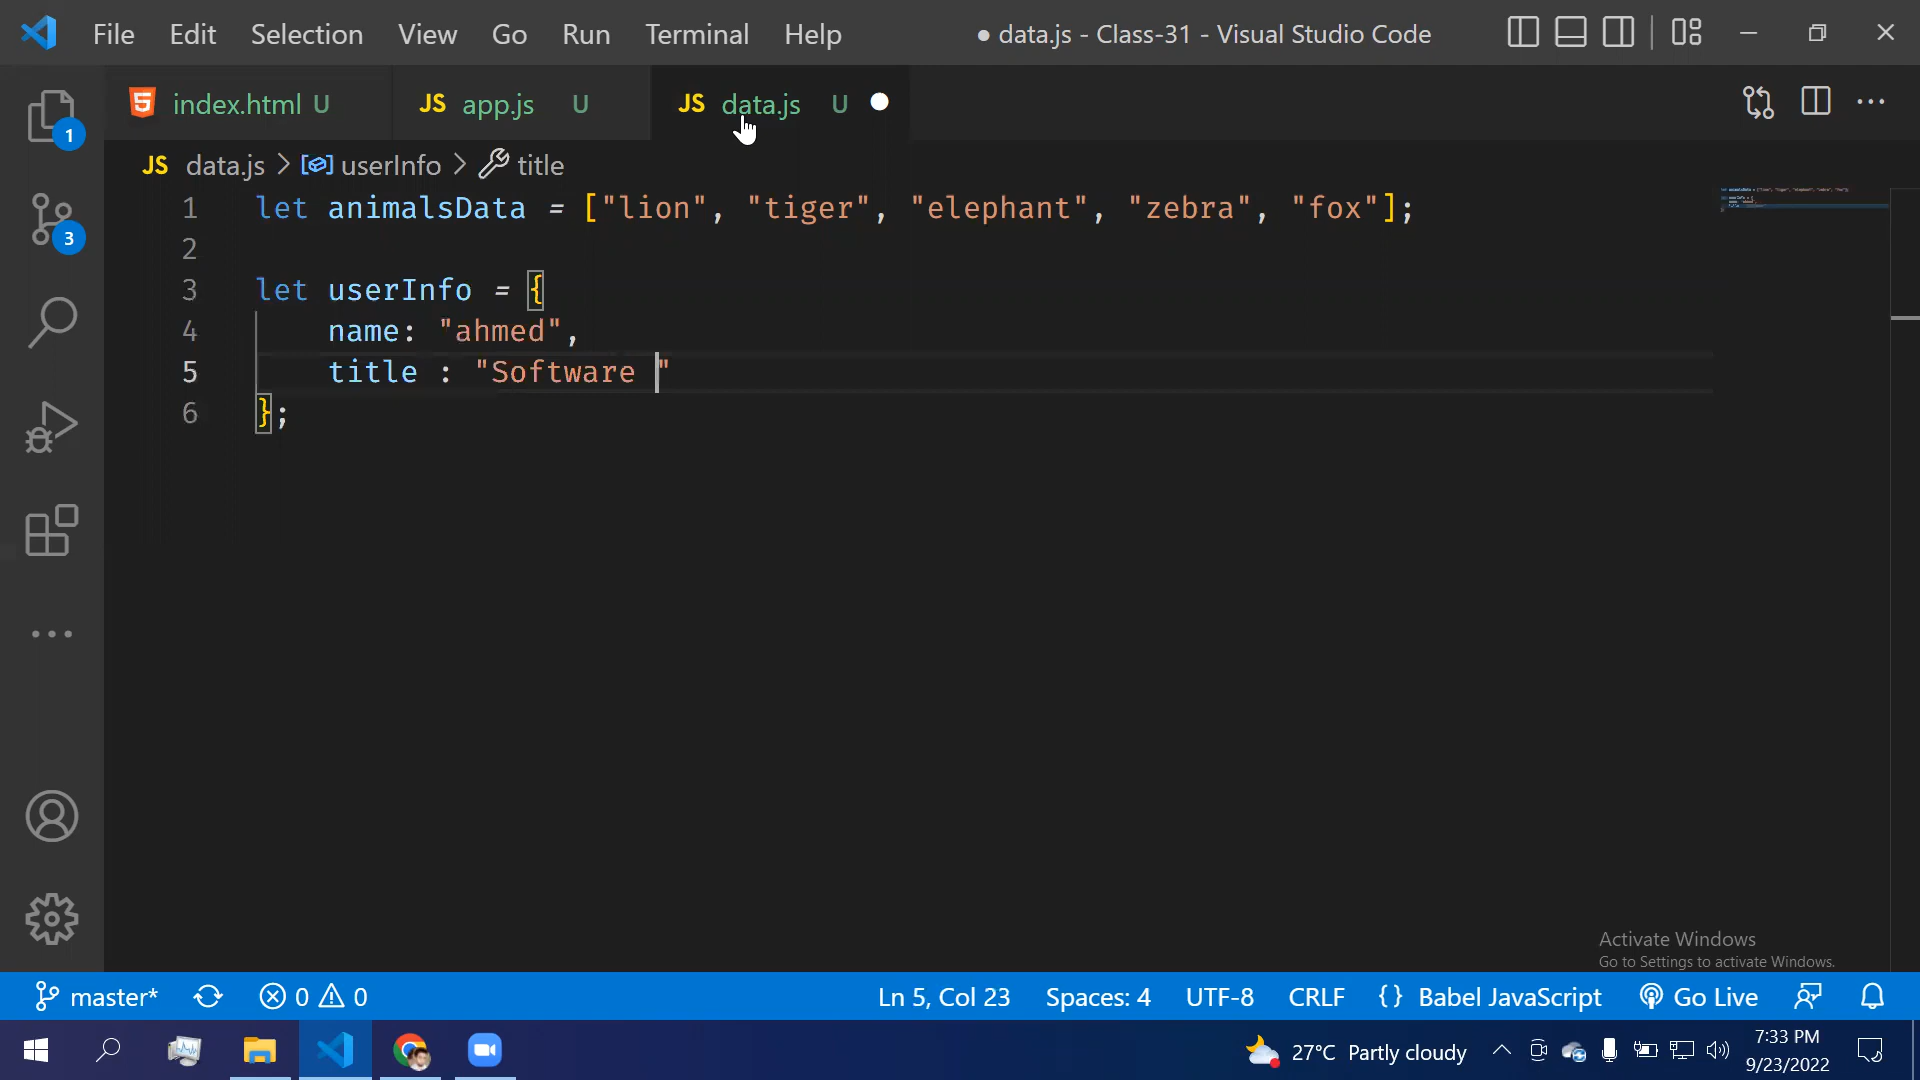 File Edit Selection View Go Run Terminal Help ● data.js - Class-31 - Visual Studio Code
index.html U JS app.js U JS data.js U
JS data.js > userInfo > title
1 let animalsData = ["lion", "tiger", "elephant", "zebra", "fox"];
2
3 let userInfo = {
4 name: "ahmed",
5 title : "Software "
6 };
1
3
Activate Windows
Go to Settings to activate Windows.
master* 0 0 Ln 5, Col 23 Spaces: 4 UTF-8 CRLF {} Babel JavaScript Go Live
27°C Partly cloudy 7:33 PM
9/23/2022